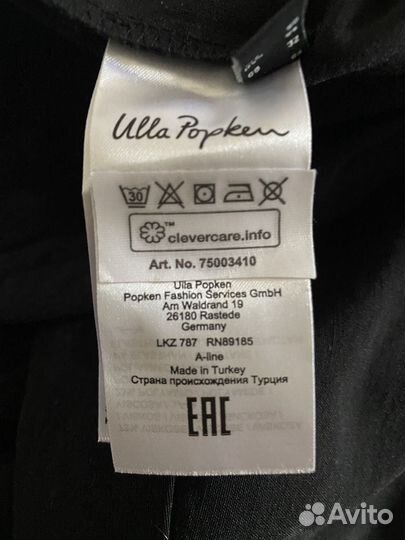 Ulla Popken
30
™
clevercare.info
Art. No. 75003410
Ulla Popken
Popken Fashion Services GmbH
Am Waldrand 19
26180 Rastede
Germany
LKZ 787 RN89185
A-line
Made in Turkey
Страна происхождения Турция
EAC
Avito